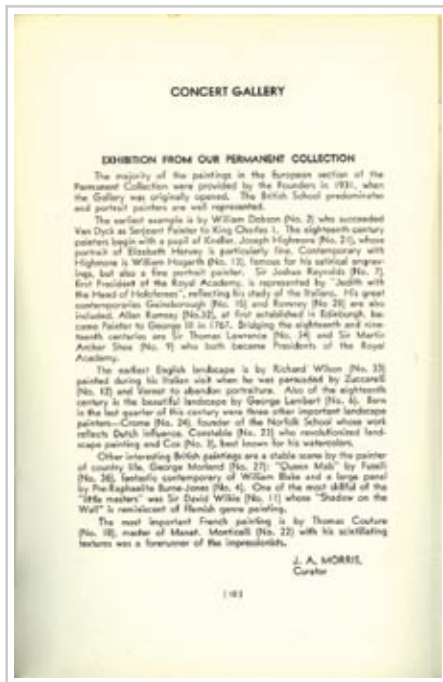 CONCERT GALLERY
EXHIBITION FROM OUR PERMANENT COLLECTION
The majority of the paintings in the European section of the
Permanent Collection were provided by the Founders in 1931, when
the Gallery was originally opened. The British School predominates
and portrait painters are well represented.
The earliest example is by William Dobson (No. 2) who succeeded
Van Dyck as Serjeant Painter to King Charles I. The eighteenth century
painters begin with a pupil of Kneller, Joseph Highmore (No. 21), whose
portrait of Elizabeth Hervey is particularly fine. Contemporary with
Highmore is William Hogarth (No. 12), famous for his satirical engrav-
ings, but also a fine portrait painter. Sir Joshua Reynolds (No. 7),
first President of the Royal Academy, is represented by "Judith with
the Head of Holofernes", reflecting his study of the Italians. His great
contemporaries Gainsborough (No. 15) and Romney (No 29) are also
included. Allan Ramsay (No.32), at first established in Edinburgh, be-
came Painter to George III in 1767. Bridging the eighteenth and nine-
teenth centuries are Sir Thomas Lawrence (No. 34) and Sir Martin
Archer Shee (No. 9) who both became Presidents of the Royal
Academy.
The earliest English landscape is by Richard Wilson (No. 33)
painted during his Italian visit when he was persuaded by Zuccarelli
(No. 12) and Vernet to abandon portraiture. Also of the eighteenth
century is the beautiful landscape by George Lambert (No. 6). Born
in the last quarter of this century were three other important landscape
painters—Crome (No. 24), founder of the Norfolk School whose work
reflects Dutch influence, Constable (No. 23) who revolutionized land-
scape painting and Cox (No. 3), best known for his watercolors.
Other interesting British paintings are a stable scene by the painter
of country life, George Morland (No. 27); "Queen Mab" by Fuseli
(No. 26), fantastic contemporary of William Blake and a large panel
by Pre-Raphaelite Burne-Jones (No. 4). One of the most skillful of the
"little masters" was Sir David Wilkie (No. 11) whose "Shadow on the
Wall" is reminiscent of Flemish genre painting.
The most important French painting is by Thomas Couture
(No. 18), master of Manet. Monticelli (No. 22) with his scintillating
textures was a forerunner of the impressionists.
J. A. MORRIS,
Curator